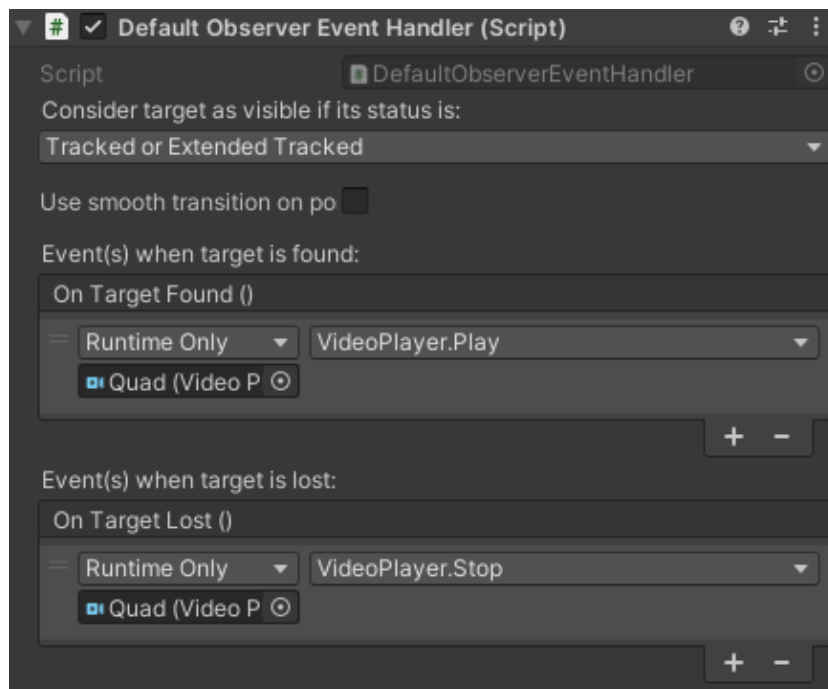 Default Observer Event Handler (Script)
Script DefaultObserverEventHandler
Consider target as visible if its status is:
Tracked or Extended Tracked
Use smooth transition on po
Event(s) when target is found:
On Target Found ()
Runtime Only VideoPlayer.Play
Quad (Video P
Event(s) when target is lost:
On Target Lost ()
Runtime Only VideoPlayer.Stop
Quad (Video P